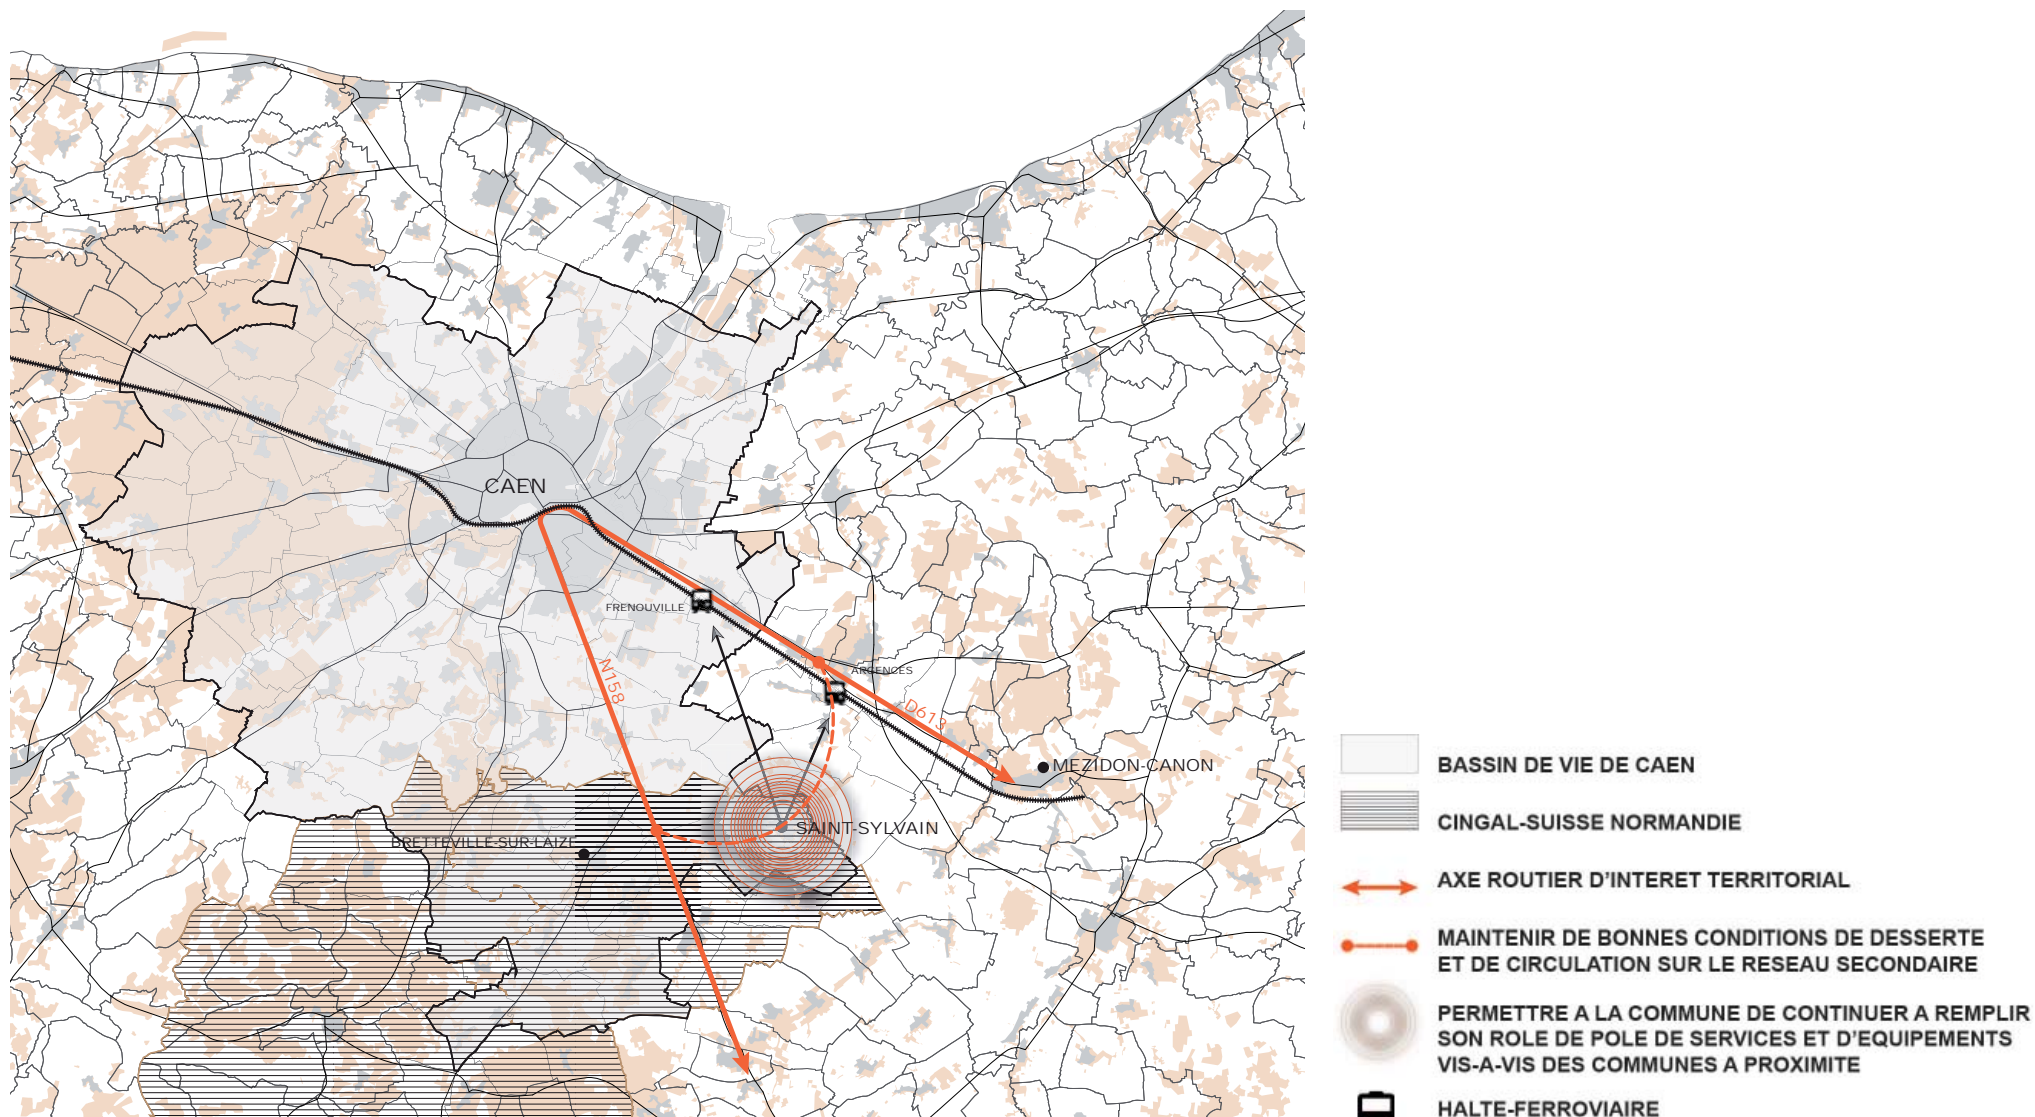 CAEN
FRENOUVILLE
ARGENCES
N158
D613
MEZIDON-CANON
SAINT-SYLVAIN
BRETTEVILLE-SUR-LAIZE
BASSIN DE VIE DE CAEN
CINGAL-SUISSE NORMANDIE
AXE ROUTIER D'INTERET TERRITORIAL
MAINTENIR DE BONNES CONDITIONS DE DESSERTE
ET DE CIRCULATION SUR LE RESEAU SECONDAIRE
PERMETTRE A LA COMMUNE DE CONTINUER A REMPLIR
SON ROLE DE POLE DE SERVICES ET D'EQUIPEMENTS
VIS-A-VIS DES COMMUNES A PROXIMITE
HALTE-FERROVIAIRE